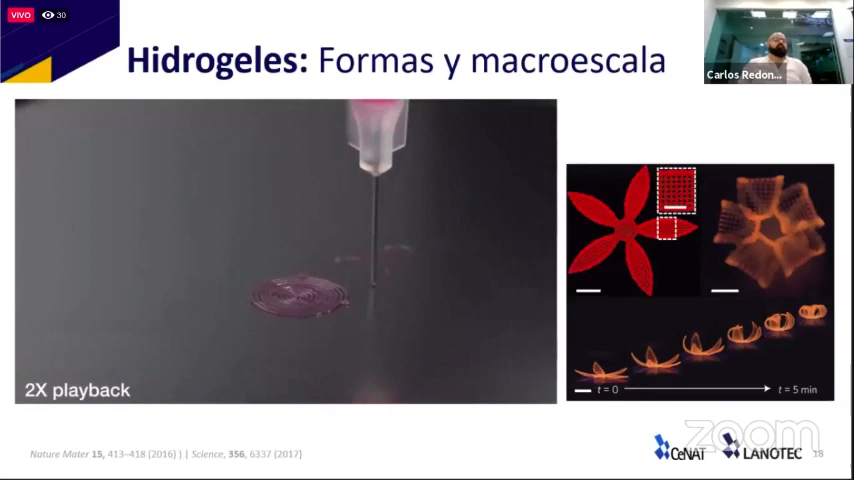 VIVO 30
Hidrogeles: Formas y macroescala
Carlos Redon...
2X playback
t = 0
t = 5 min
Nature Mater 15, 413–418 (2016) | | Science, 356, 6337 (2017)
CeNAT
LANOTEC
zoom
18